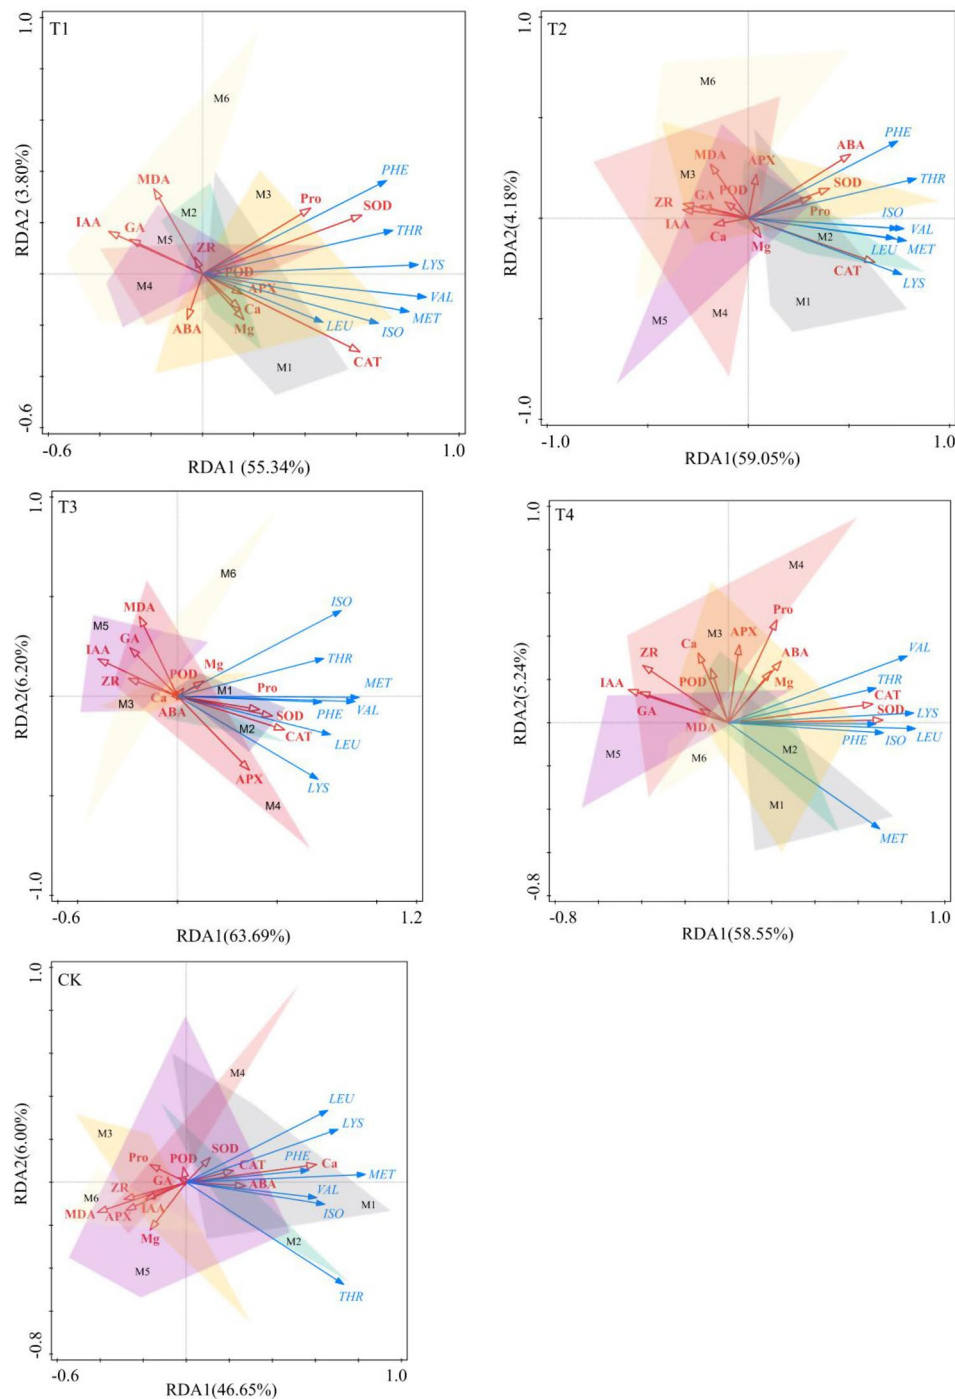 1.0
T1
M6
PHE
MDA
M3
Pro
SOD
IAA
GA
M2
THR
M5
ZR
LYS
POD
VAL
M4
APX
MET
ABA
Ca
Mg
LEU
ISO
CAT
M1
RDA2 (3.80%)
-0.6
-0.6
1.0
RDA1 (55.34%)
1.0
T2
M6
PHE
ABA
MDA
APX
M3
THR
SOD
ZR
GA
POD
Pro
ISO
IAA
Ca
VAL
Mg
M2
LEU
MET
CAT
LYS
M1
M4
M5
RDA2(4.18%)
-1.0
-1.0
1.0
RDA1(59.05%)
1.0
T3
M6
ISO
MDA
M5
GA
IAA
Mg
THR
POD
ZR
MET
Ca
M1
Pro
M3
ABA
SOD
PHE
VAL
M2
CAT
LEU
APX
LYS
M4
RDA2(6.20%)
-1.0
-0.6
1.2
RDA1(63.69%)
1.0
T4
M4
Pro
M3
APX
Ca
ZR
ABA
VAL
POD
Mg
IAA
THR
CAT
GA
SOD
LYS
MDA
PHE
ISO
LEU
M5
M6
M2
M1
MET
RDA2(5.24%)
-0.8
-0.8
1.0
RDA1(58.55%)
1.0
CK
M4
LEU
LYS
M3
SOD
PHE
Pro
POD
CAT
Ca
GA
MET
ZR
ABA
M6
VAL
MDA
APX
IAA
ISO
M1
Mg
M2
M5
THR
RDA2(6.00%)
-0.8
-0.6
1.0
RDA1(46.65%)